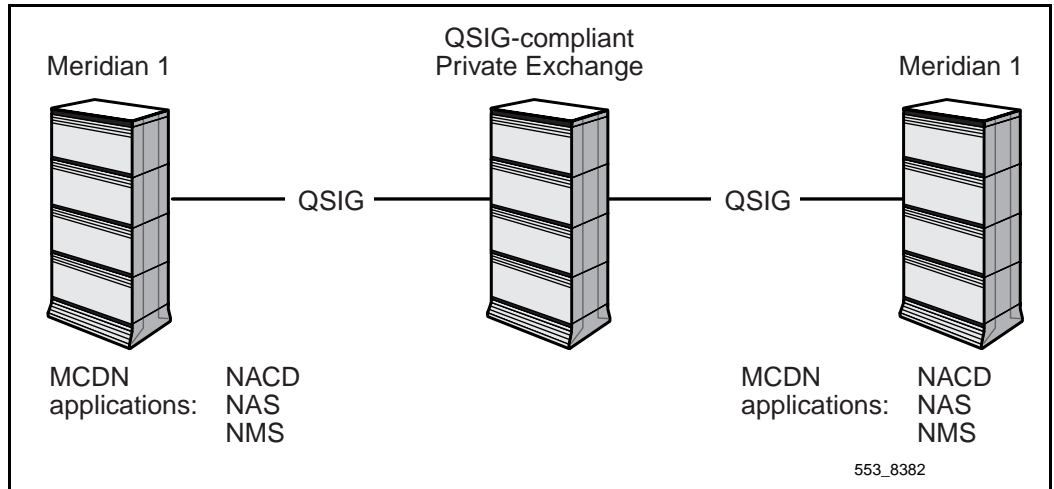 QSIG-compliant
Private Exchange
Meridian 1
Meridian 1
QSIG
QSIG
MCDN applications:
NACD
NAS
NMS
MCDN applications:
NACD
NAS
NMS
553_8382